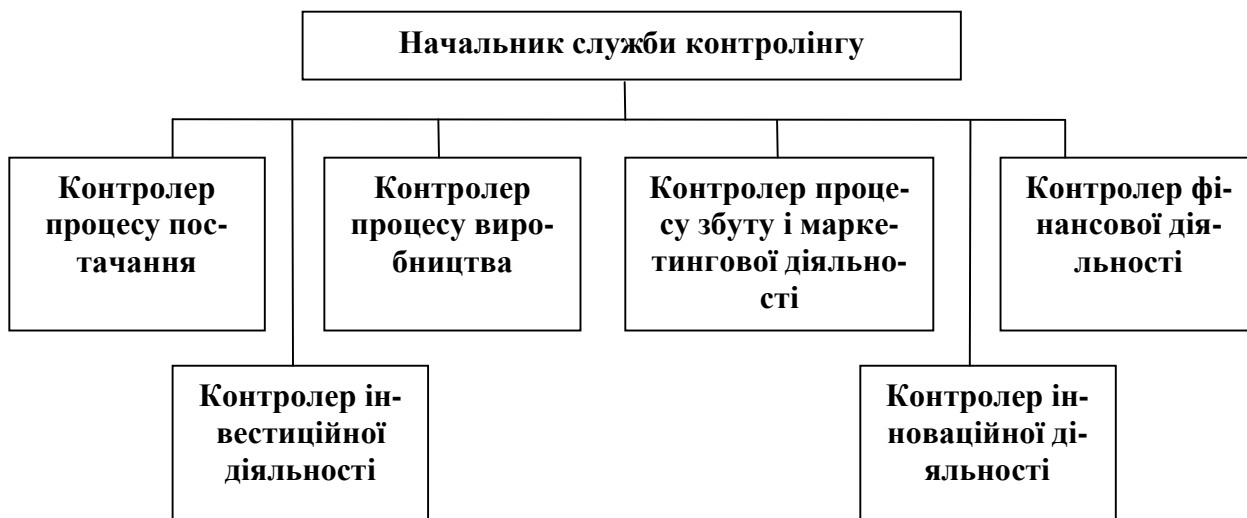 Начальник служби контролінгу
Контролер
процесу пос-
тачання
Контролер
процесу виро-
бництва
Контролер проце-
су збуту і марке-
тингової діяльно-
сті
Контролер фі-
нансової дія-
льності
Контролер ін-
вестиційної
діяльності
Контролер ін-
новаційної ді-
яльності